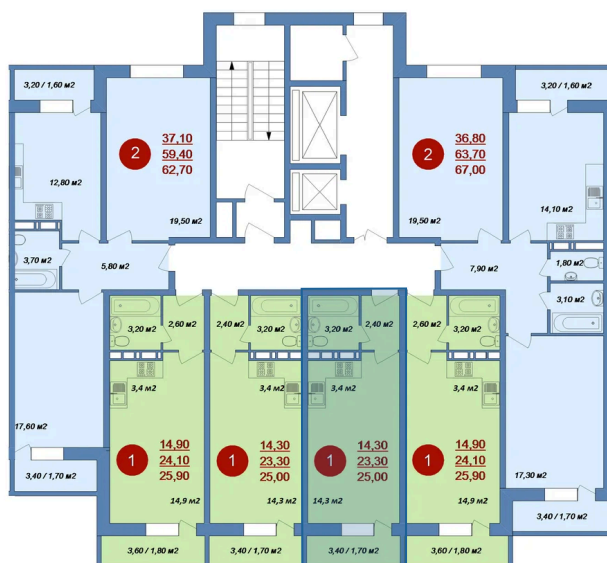 3,20 / 1,60 м2
3,20 / 1,60 м2
2
37,10
59,40
62,70
2
36,80
63,70
67,00
12,80 м2
19,50 м2
19,50 м2
14,10 м2
3,70 м2
5,80 м2
7,90 м2
1,80 м2
3,10 м2
3,20 м2
2,60 м2
2,40 м2
3,20 м2
3,20 м2
2,40 м2
2,60 м2
3,20 м2
3,4 м2
3,4 м2
3,4 м2
3,4 м2
17,60 м2
1
14,90
24,10
25,90
1
14,30
23,30
25,00
1
14,30
23,30
25,00
1
14,90
24,10
25,90
17,30 м2
3,40 / 1,70 м2
14,9 м2
14,3 м2
14,3 м2
14,9 м2
3,40 / 1,70 м2
3,60 / 1,80 м2
3,40 / 1,70 м2
3,40 / 1,70 м2
3,60 / 1,80 м2